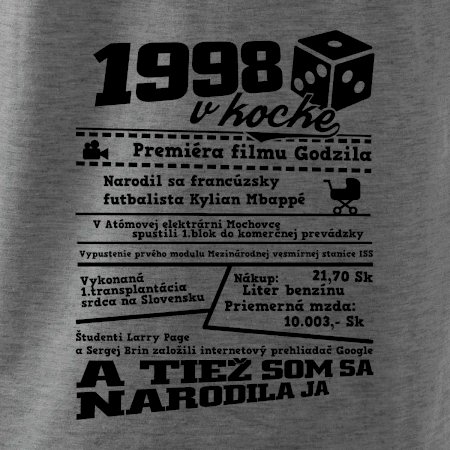 1998
v kocke
Premiéra filmu Godzila
Narodil sa francúzsky
futbalista Kylian Mbappé
V Atómovej elektrárni Mochovce
spustili 1.blok do komerčnej prevádzky
Vypustenie prvého modulu Mezinárodnej vesmírnej stanice ISS
Vykonaná
1.transplantácia
srdca na Slovensku
Nákup: 21,70 Sk
Liter benzínu
Priemerná mzda:
10.003,- Sk
Študenti Larry Page
a Sergej Brin založili internetový prehliadač Google
A TIEŽ SOM SA
NARODILA JA